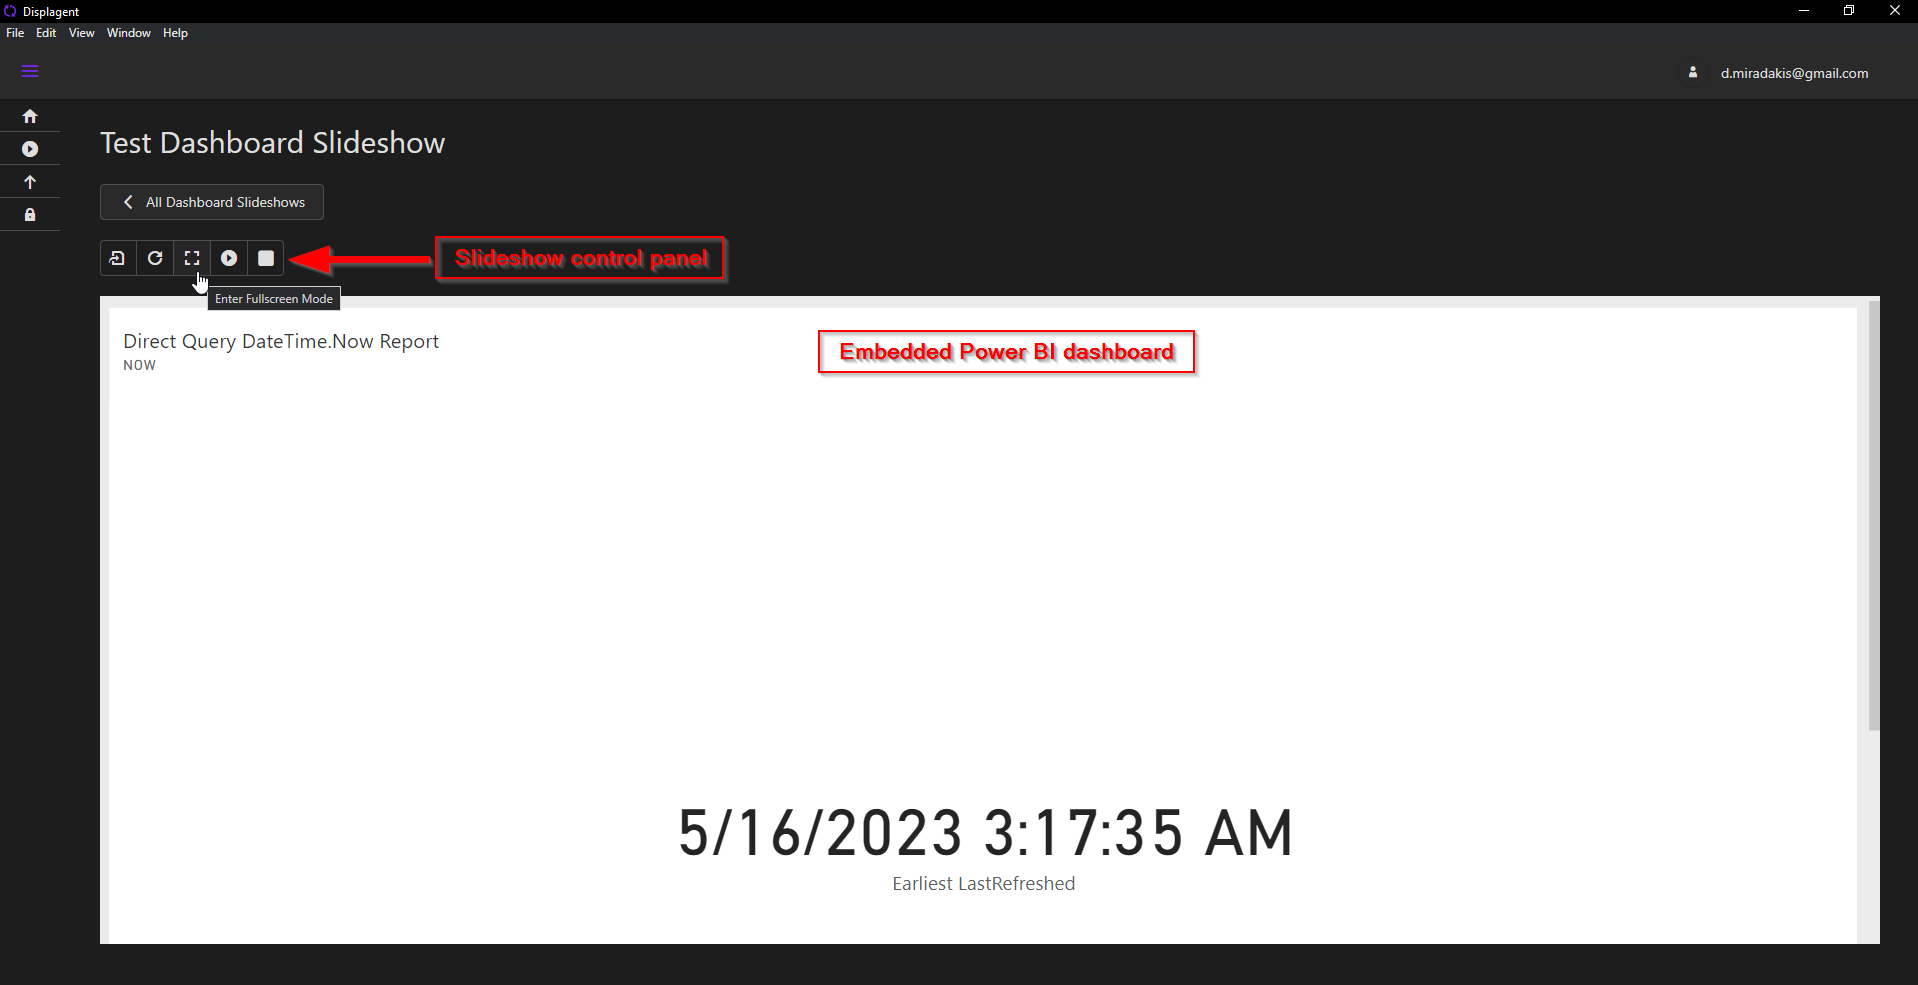 Displagent
File Edit View Window Help
d.miradakis@gmail.com
Test Dashboard Slideshow
All Dashboard Slideshows
Slideshow control panel
Enter Fullscreen Mode
Direct Query DateTime.Now Report
NOW
Embedded Power BI dashboard
5/16/2023 3:17:35 AM
Earliest LastRefreshed